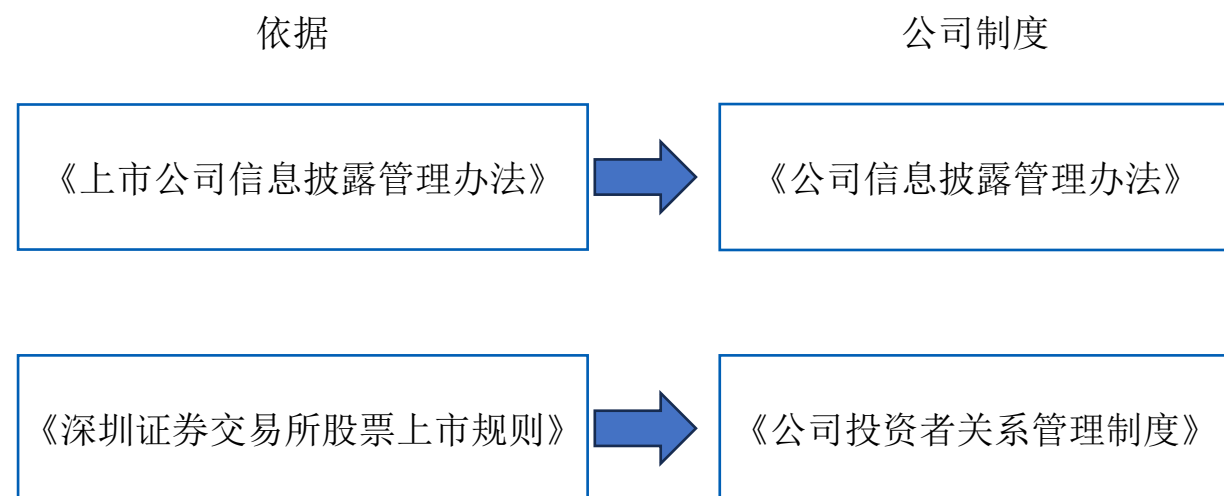 依据
公司制度
《上市公司信息披露管理办法》
《公司信息披露管理办法》
《深圳证券交易所股票上市规则》
《公司投资者关系管理制度》